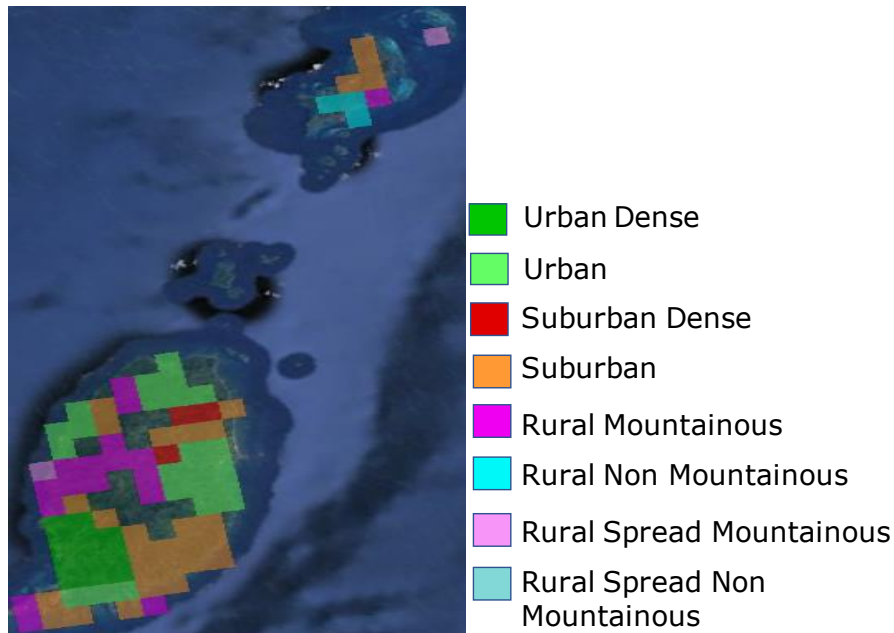 Urban Dense
Urban
Suburban Dense
Suburban
Rural Mountainous
Rural Non Mountainous
Rural Spread Mountainous
Rural Spread Non
Mountainous